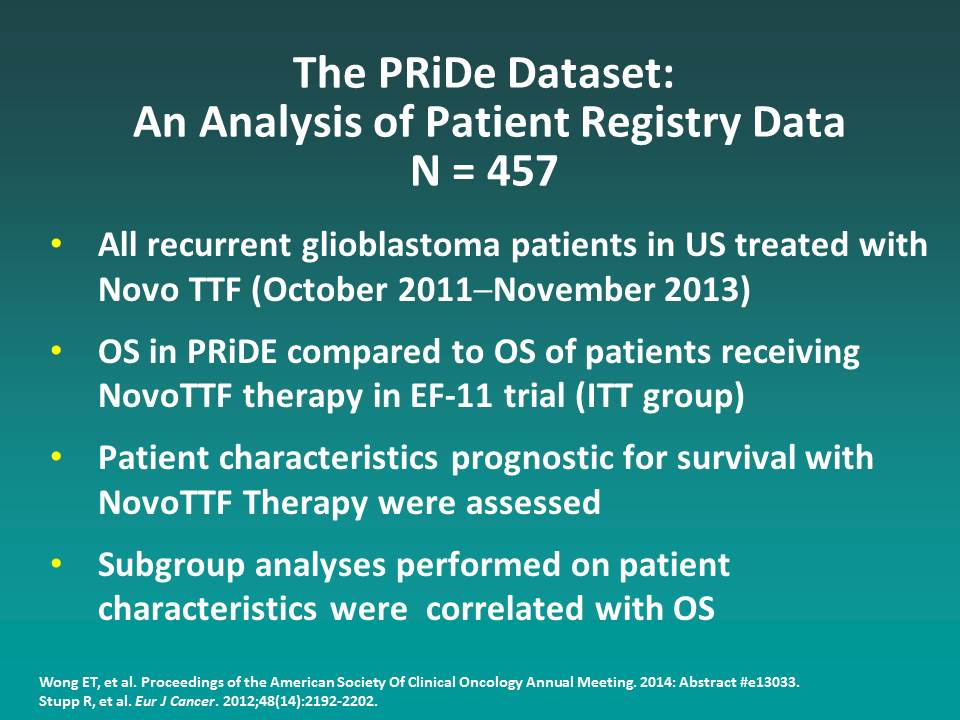 The PRiDe Dataset:
An Analysis of Patient Registry Data
N = 457
• All recurrent glioblastoma patients in US treated with
Novo TTF (October 2011–November 2013)
• OS in PRiDE compared to OS of patients receiving
NovoTTF therapy in EF-11 trial (ITT group)
• Patient characteristics prognostic for survival with
NovoTTF Therapy were assessed
• Subgroup analyses performed on patient
characteristics were  correlated with OS
Wong ET, et al. Proceedings of the American Society Of Clinical Oncology Annual Meeting. 2014: Abstract #e13033.
Stupp R, et al. Eur J Cancer. 2012;48(14):2192-2202.